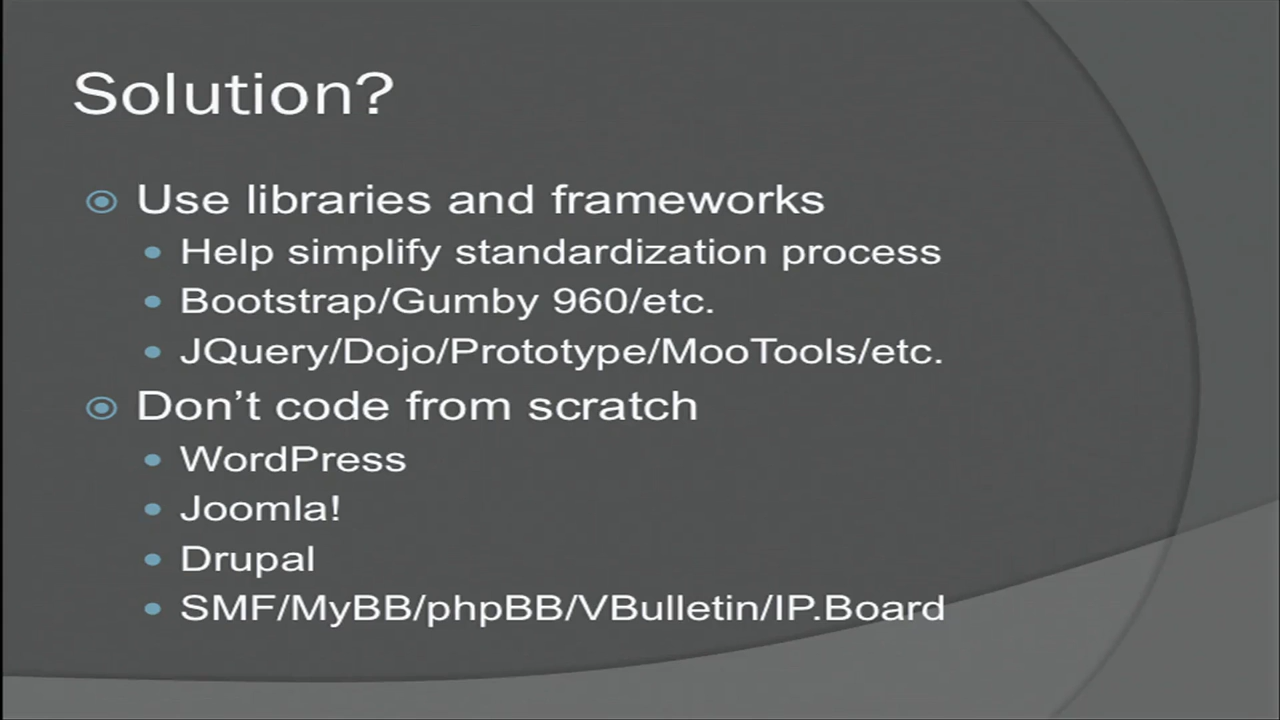 Solution?
Use libraries and frameworks
Help simplify standardization process
Bootstrap/Gumby 960/etc.
JQuery/Dojo/Prototype/MooTools/etc.
Don’t code from scratch
WordPress
Joomla!
Drupal
SMF/MyBB/phpBB/VBulletin/IP.Board